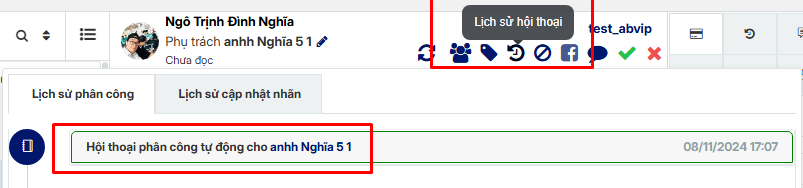 Lịch sử hội thoại
Ngô Trịnh Đình Nghĩa
test_abvip
Phụ trách anhh Nghĩa 5 1
Chưa đọc
Lịch sử phân công
Lịch sử cập nhật nhãn
Hội thoại phân công tự động cho anhh Nghĩa 5 1
08/11/2024 17:07